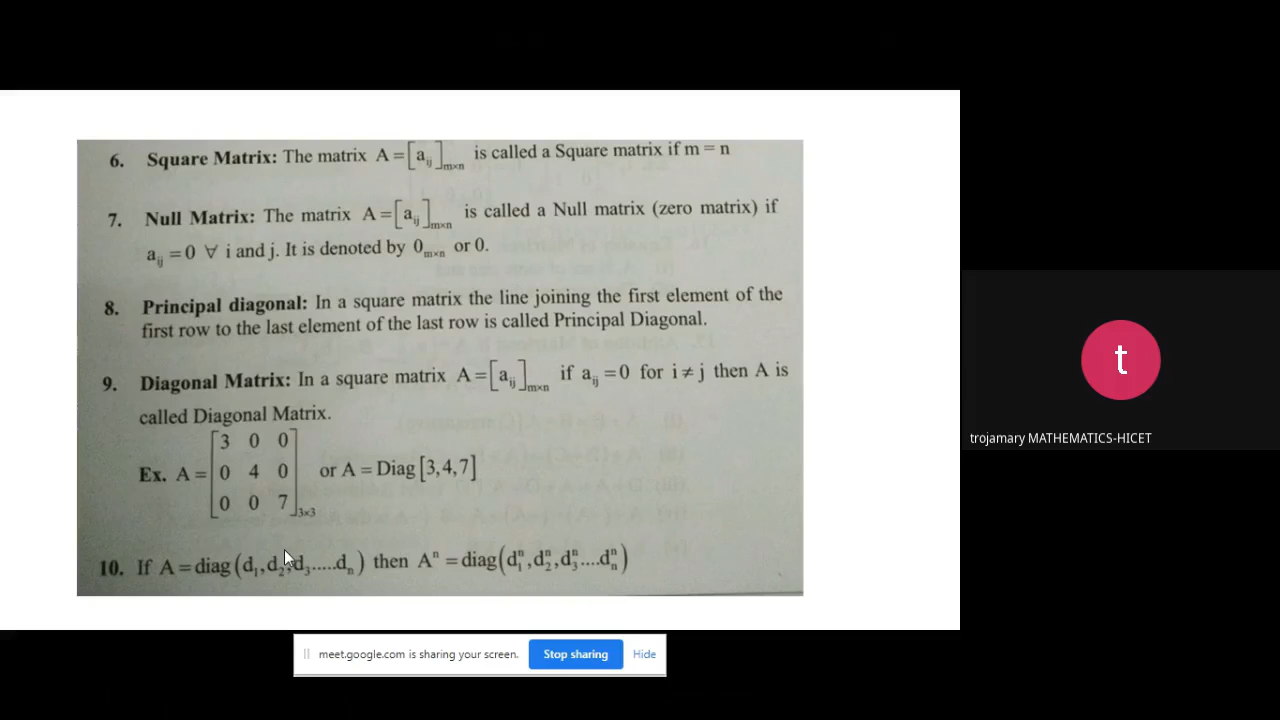 6. Square Matrix: The matrix A = [aij]m×n is called a Square matrix if m = n
7. Null Matrix: The matrix A = [aij]m×n is called a Null matrix (zero matrix) if
aij = 0 ∀ i and j. It is denoted by 0m×n or 0.
8. Principal diagonal: In a square matrix the line joining the first element of the
first row to the last element of the last row is called Principal Diagonal.
9. Diagonal Matrix: In a square matrix A = [aij]m×n if aij = 0 for i ≠ j then A is
called Diagonal Matrix.
3 0 0
Ex. A = 0 4 0 or A = Diag [3,4,7]
0 0 7 3×3
10. If A = diag (d1,d2,d3.....dn) then Aⁿ = diag(d1ⁿ,d2ⁿ,d3ⁿ....dnⁿ)
t
trojamary MATHEMATICS-HICET
meet.google.com is sharing your screen. Stop sharing Hide